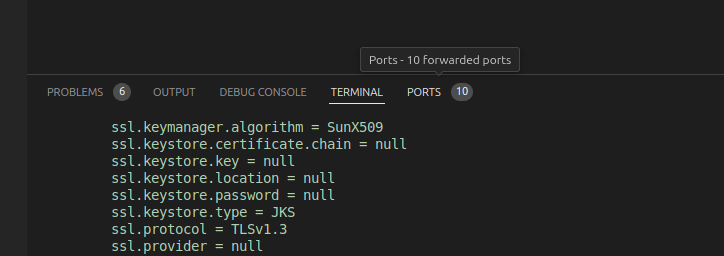 Ports - 10 forwarded ports
PROBLEMS 6 OUTPUT DEBUG CONSOLE TERMINAL PORTS 10
ssl.keymanager.algorithm = SunX509
ssl.keystore.certificate.chain = null
ssl.keystore.key = null
ssl.keystore.location = null
ssl.keystore.password = null
ssl.keystore.type = JKS
ssl.protocol = TLSv1.3
ssl.provider = null